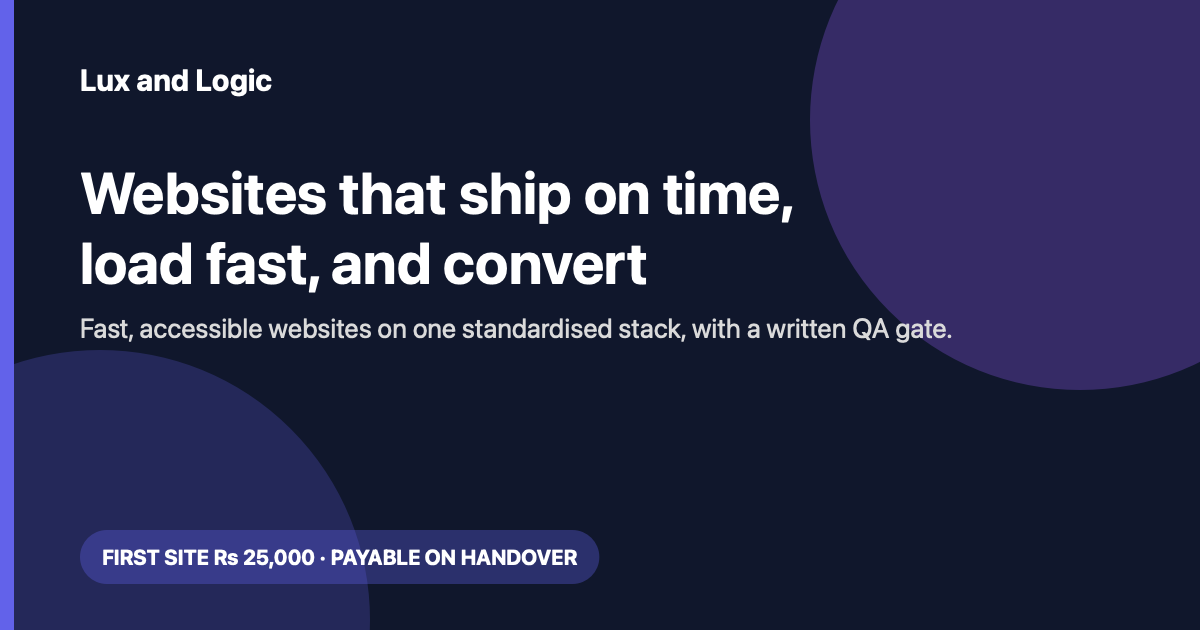 Lux and Logic
Websites that ship on time,
load fast, and convert
Fast, accessible websites on one standardised stack, with a written QA gate.
FIRST SITE Rs 25,000 · PAYABLE ON HANDOVER